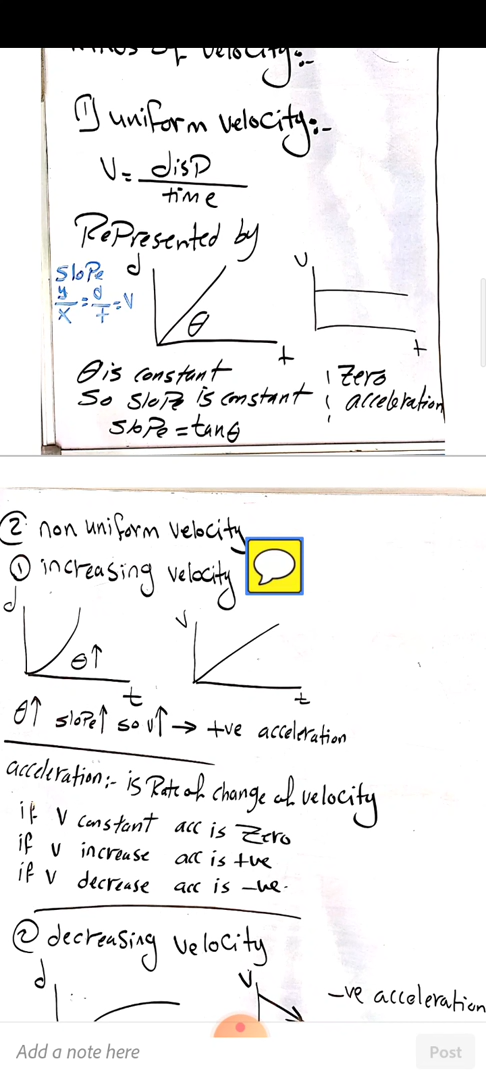 kinds of velocity:-
① uniform velocity:-
V = disp
time
Represented by
slope
y/x = d/t = V
d
θ
t
V
t
θ is constant
So slope is constant
slope = tanθ
Zero
acceleration
② non uniform velocity
① increasing velocity
d
θ↑
t
V
t
θ↑ slope↑ so v↑ → +ve acceleration
acceleration:- is Rate of change of velocity
if V constant acc is Zero
if v increase acc is +ve
if V decrease acc is -ve.
② decreasing velocity
d
V
-ve acceleration
Add a note here
Post